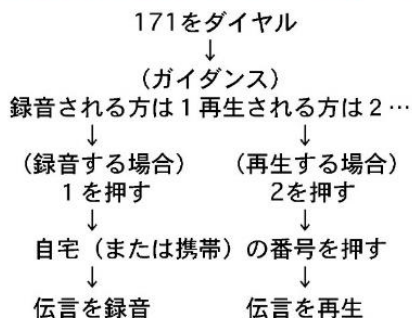 171をダイヤル
↓
（ガイダンス）
録音される方は１再生される方は２…
↓ ↓
（録音する場合） （再生する場合）
１を押す 2を押す
↓ ↓
自宅（または携帯）の番号を押す
↓ ↓
伝言を録音 伝言を再生